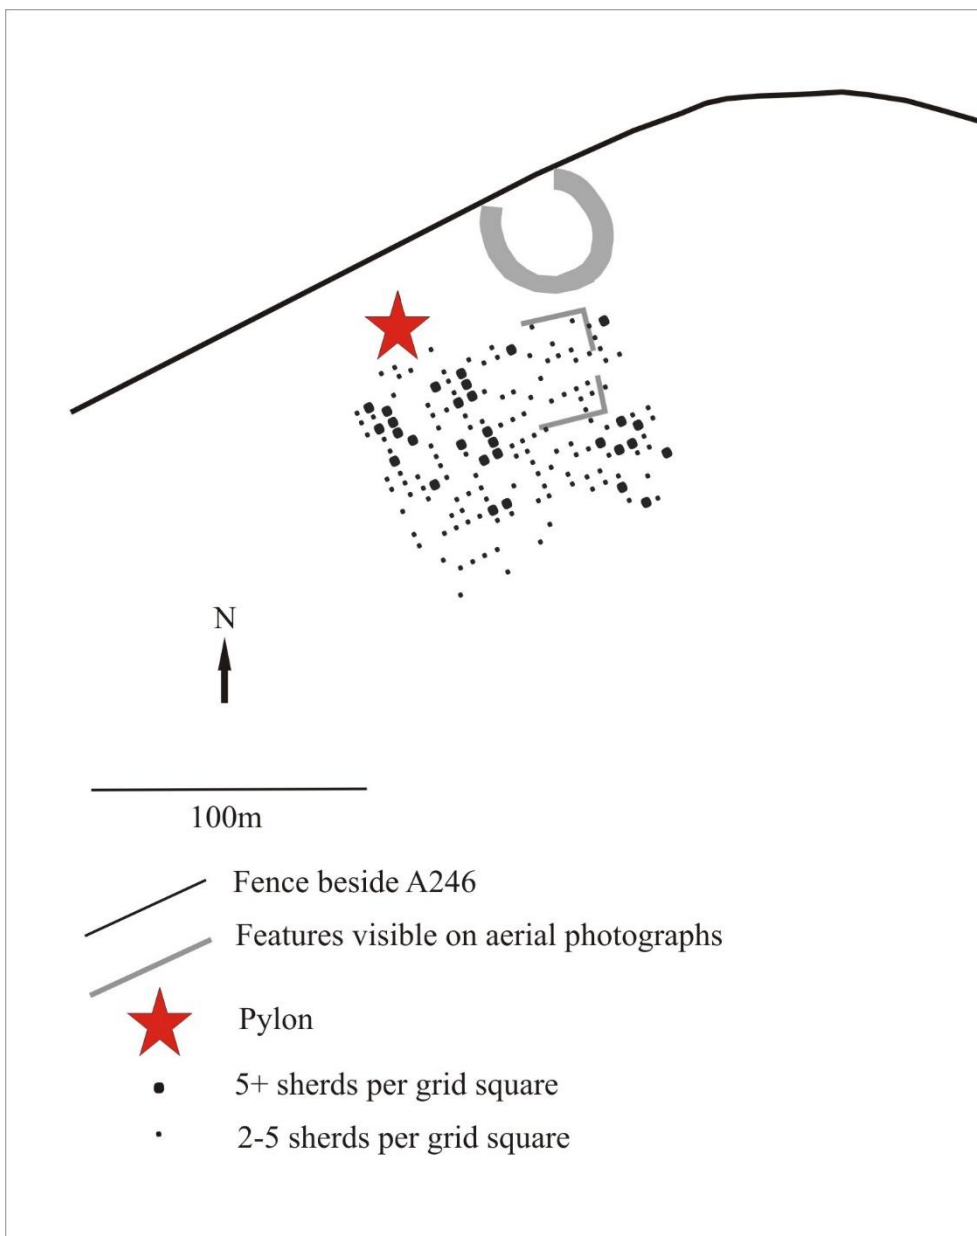 N
100m
Fence beside A246
Features visible on aerial photographs
Pylon
5+ sherds per grid square
2-5 sherds per grid square